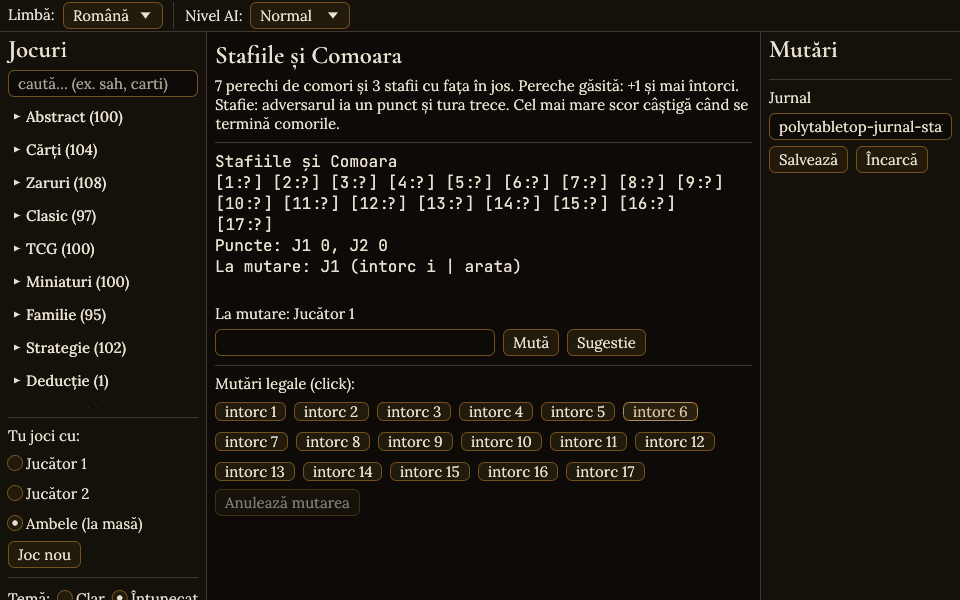 Limbă: Română ▼ Nivel AI: Normal ▼
Jocuri
caută... (ex. sah, carti)
▸ Abstract (100)
▸ Cărți (104)
▸ Zaruri (108)
▸ Clasic (97)
▸ TCG (100)
▸ Miniaturi (100)
▸ Familie (95)
▸ Strategie (102)
▸ Deducție (1)
Tu joci cu:
Jucător 1
Jucător 2
Ambele (la masă)
Joc nou
Temă: Clar Întunecat
Stafiile și Comoara
7 perechi de comori și 3 stafii cu fața în jos. Pereche găsită: +1 și mai întorci.
Stafie: adversarul ia un punct și tura trece. Cel mai mare scor câștigă când se
termină comorile.
Stafiile și Comoara
[1:?] [2:?] [3:?] [4:?] [5:?] [6:?] [7:?] [8:?] [9:?]
[10:?] [11:?] [12:?] [13:?] [14:?] [15:?] [16:?]
[17:?]
Puncte: J1 0, J2 0
La mutare: J1 (intorc i | arata)
La mutare: Jucător 1
Mută Sugestie
Mutări legale (click):
intorc 1 intorc 2 intorc 3 intorc 4 intorc 5 intorc 6
intorc 7 intorc 8 intorc 9 intorc 10 intorc 11 intorc 12
intorc 13 intorc 14 intorc 15 intorc 16 intorc 17
Anulează mutarea
Mutări
Jurnal
polytabletop-jurnal-sta
Salvează Încarcă